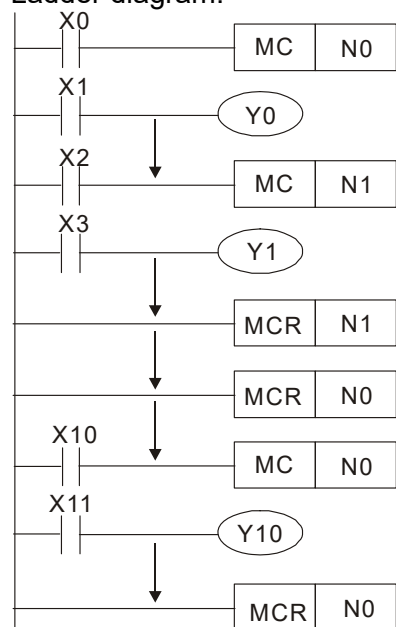 Ladder diagram:
X0
MC N0
X1
Y0
X2
MC N1
X3
Y1
MCR N1
MCR N0
X10
MC N0
X11
Y10
MCR N0